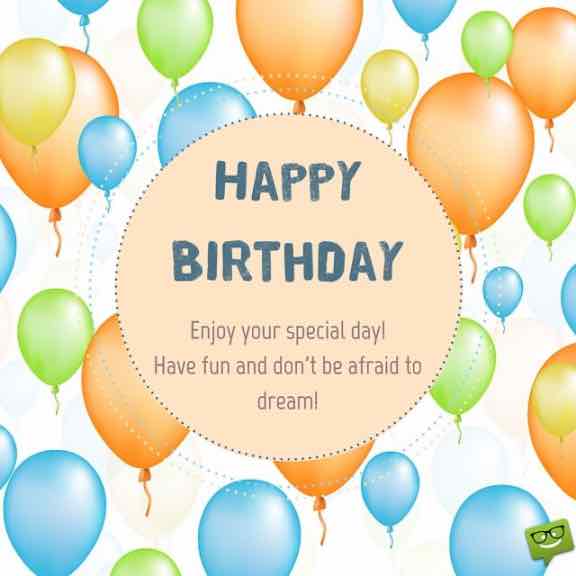 HAPPY
BIRTHDAY
Enjoy your special day!
Have fun and don't be afraid to
dream!